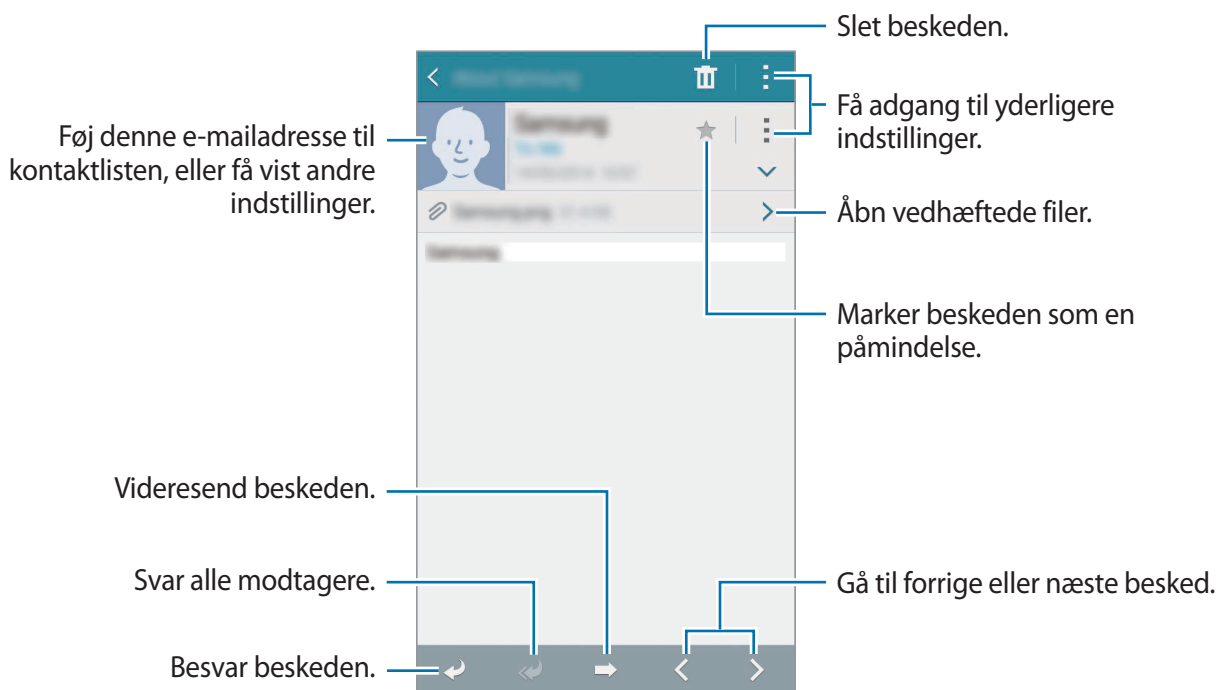 Slet beskeden.
Få adgang til yderligere
indstillinger.
Føj denne e-mailadresse til
kontaktlisten, eller få vist andre
indstillinger.
Åbn vedhæftede filer.
Marker beskeden som en
påmindelse.
Videresend beskeden.
Svar alle modtagere.
Gå til forrige eller næste besked.
Besvar beskeden.